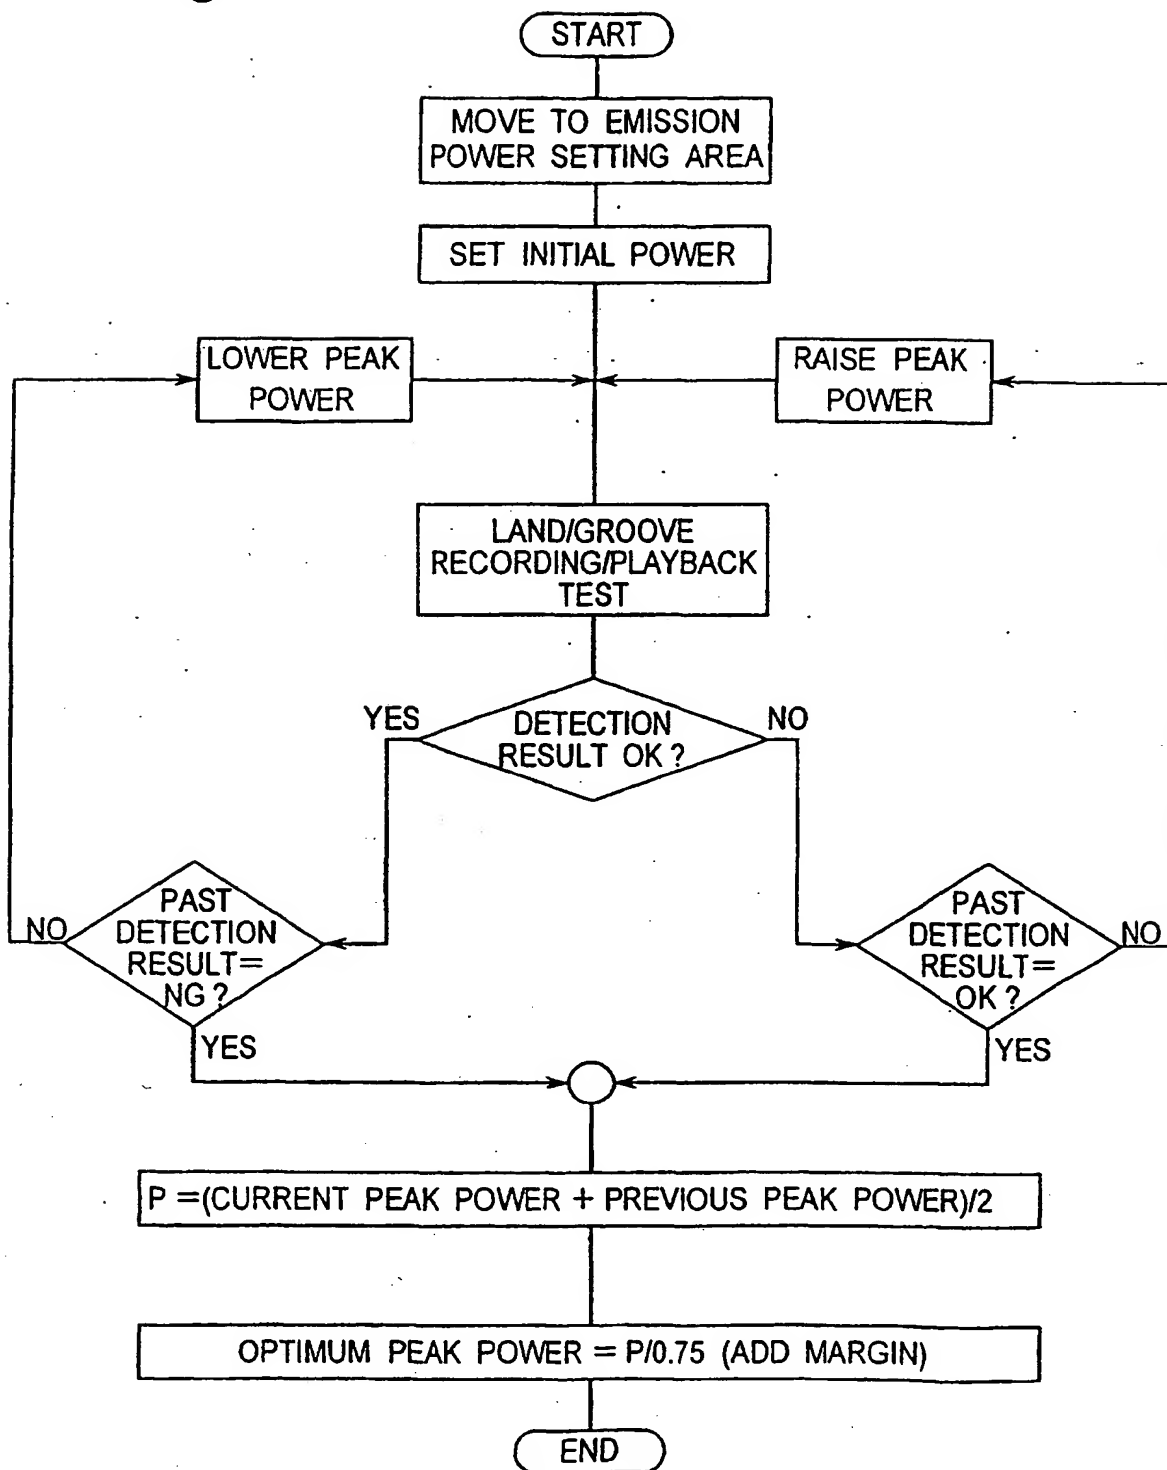 START
MOVE TO EMISSION
POWER SETTING AREA
SET INITIAL POWER
LOWER PEAK
POWER
RAISE PEAK
POWER
LAND/GROOVE
RECORDING/PLAYBACK
TEST
YES
DETECTION
RESULT OK?
NO
NO
PAST
DETECTION
RESULT=
NG?
YES
PAST
DETECTION
RESULT=
OK?
NO
YES
P=(CURRENT PEAK POWER + PREVIOUS PEAK POWER)/2
OPTIMUM PEAK POWER = P/0.75 (ADD MARGIN)
END